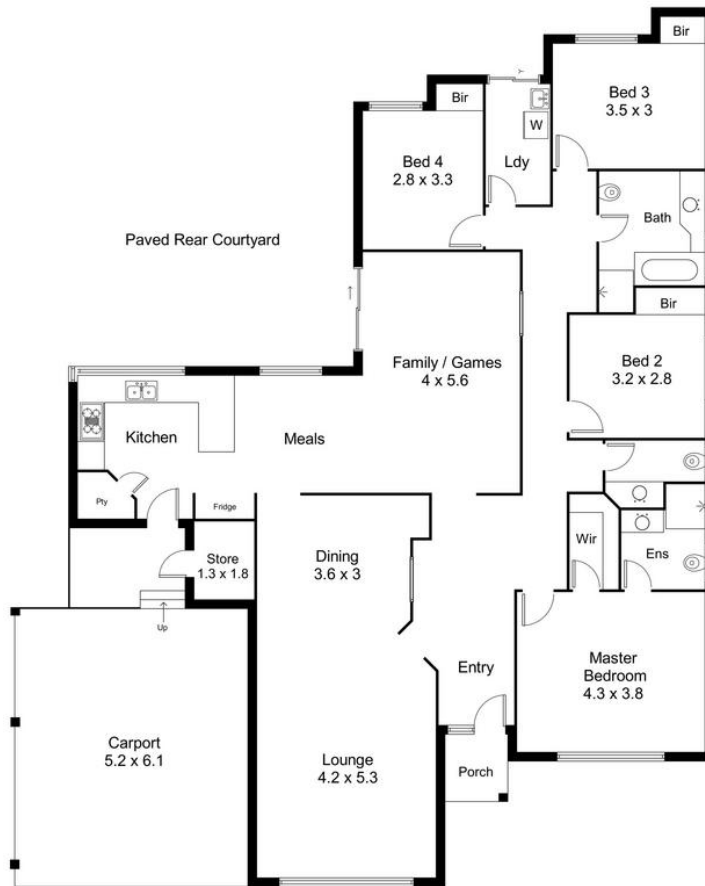 Bir
Bed 3
3.5 x 3
Bir
W
Bed 4
2.8 x 3.3
Ldy
Bath
Paved Rear Courtyard
Bir
Family / Games
4 x 5.6
Bed 2
3.2 x 2.8
Kitchen
Meals
Pty
Fridge
Wir
Ens
Store
1.3 x 1.8
Dining
3.6 x 3
Up
Entry
Master
Bedroom
4.3 x 3.8
Carport
5.2 x 6.1
Lounge
4.2 x 5.3
Porch